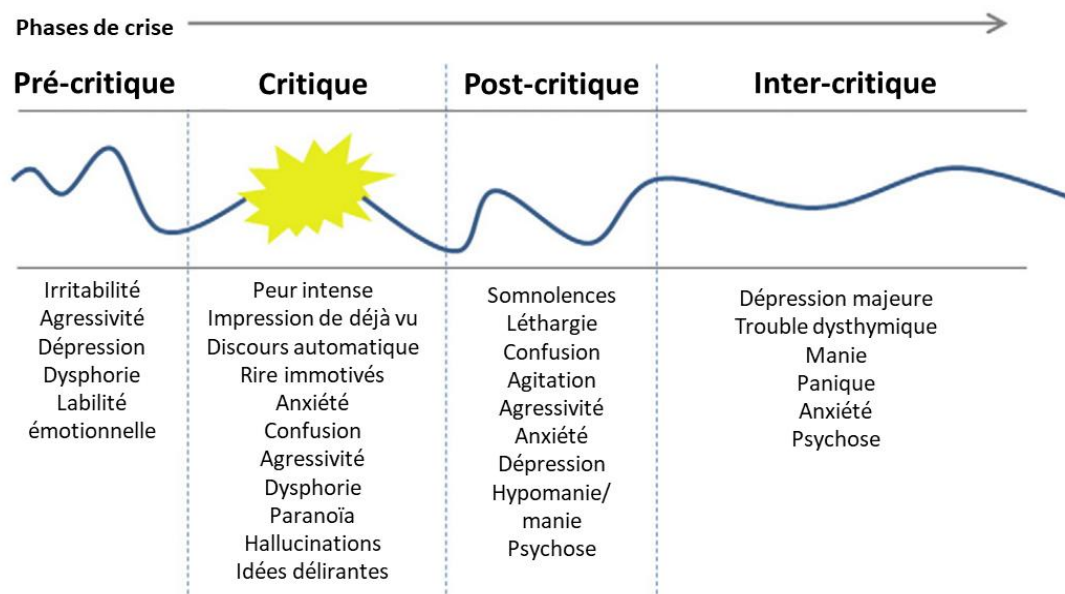 Phases de crise
Pré-critique
Critique
Post-critique
Inter-critique
Irritabilité
Agressivité
Dépression
Dysphorie
Labilité
émotionnelle
Peur intense
Impression de déjà vu
Discours automatique
Rire immotivés
Anxiété
Confusion
Agressivité
Dysphorie
Paranoïa
Hallucinations
Idées délirantes
Somnolences
Léthargie
Confusion
Agitation
Agressivité
Anxiété
Dépression
Hypomanie/
manie
Psychose
Dépression majeure
Trouble dysthymique
Manie
Panique
Anxiété
Psychose